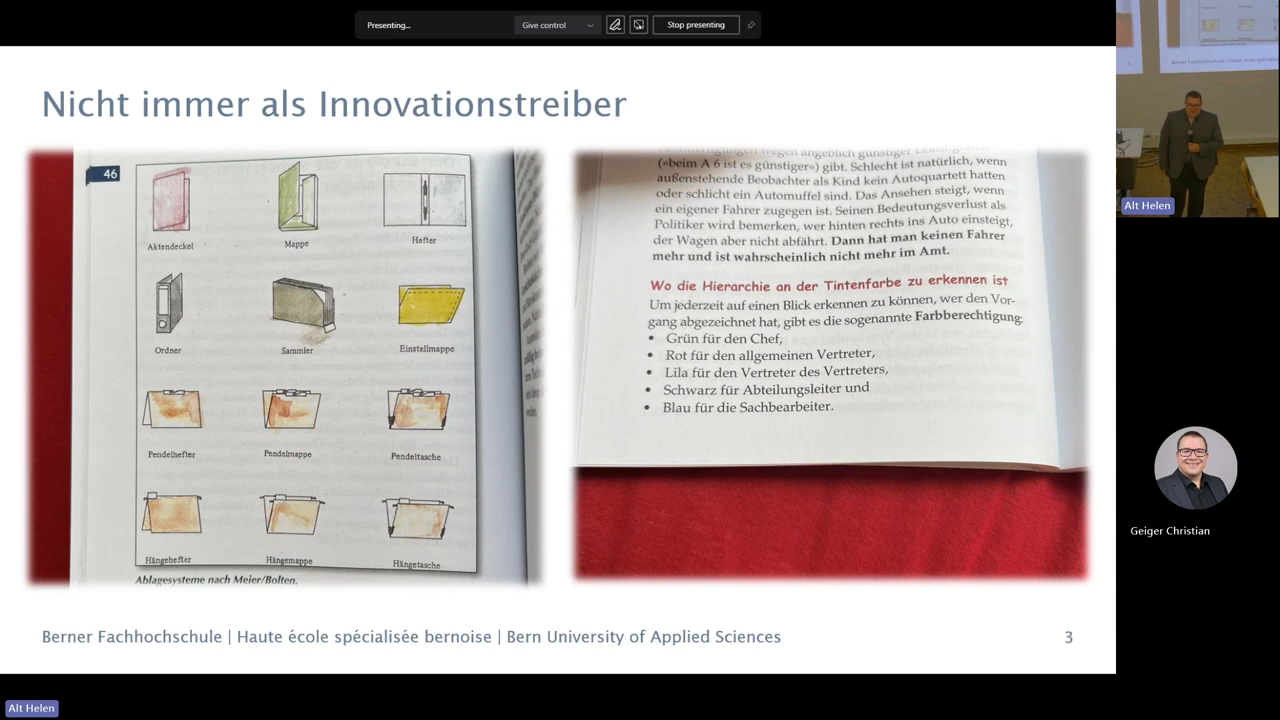 Presenting...
Give control
Stop presenting
Nicht immer als Innovationstreiber
46
Aktendeckel
Mappe
Hefter
Ordner
Sammler
Einstellmappe
Pendelhefter
Pendelmappe
Pendeltasche
Hängehefter
Hängemappe
Hängetasche
Ablagesysteme nach Meier/Bolten.
wegen angeblich günstiger
(»beim A 6 ist es günstiger«) gibt. Schlecht ist natürlich, wenn
außenstehende Beobachter als Kind kein Autoquartett hatten
oder schlicht ein Automuffel sind. Das Ansehen steigt, wenn
ein eigener Fahrer zugegen ist. Seinen Bedeutungsverlust als
Politiker wird bemerken, wer hinten rechts ins Auto einsteigt,
der Wagen aber nicht abfährt. Dann hat man keinen Fahrer
mehr und ist wahrscheinlich nicht mehr im Amt.
Wo die Hierarchie an der Tintenfarbe zu erkennen ist
Um jederzeit auf einen Blick erkennen zu können, wer den Vor-
gang abgezeichnet hat, gibt es die sogenannte Farbberechtigung:
• Grün für den Chef,
• Rot für den allgemeinen Vertreter,
• Lila für den Vertreter des Vertreters,
• Schwarz für Abteilungsleiter und
• Blau für die Sachbearbeiter.
Berner Fachhochschule | Haute école spécialisée bernoise | Bern University of Applied Sciences
3
Alt Helen
Geiger Christian
Alt Helen